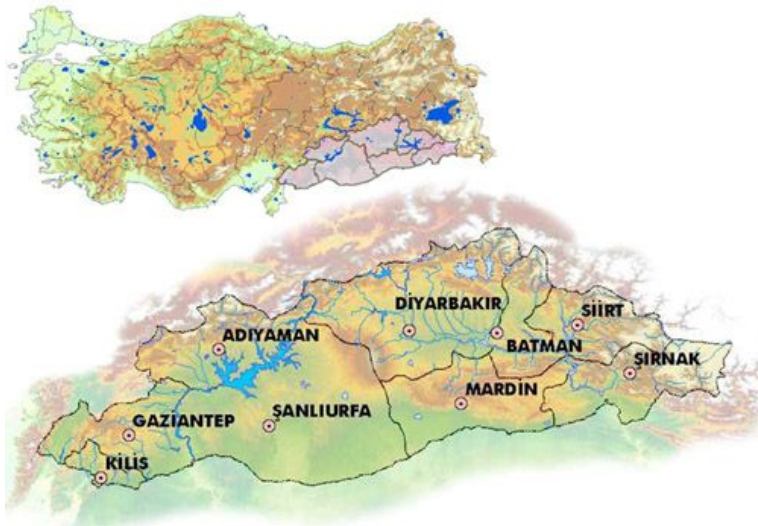 DİYARBAKIR
SİİRT
ADIYAMAN
BATMAN
ŞIRNAK
MARDİN
GAZİANTEP
ŞANLIURFA
KİLİS